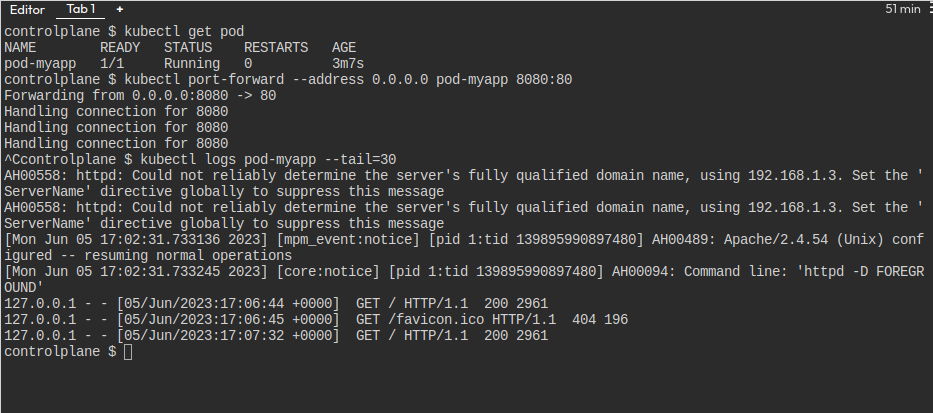 Editor Tab 1 + 51 min
controlplane $ kubectl get pod
NAME READY STATUS RESTARTS AGE
pod-myapp 1/1 Running 0 3m7s
controlplane $ kubectl port-forward --address 0.0.0.0 pod-myapp 8080:80
Forwarding from 0.0.0.0:8080 -> 80
Handling connection for 8080
Handling connection for 8080
Handling connection for 8080
^Ccontrolplane $ kubectl logs pod-myapp --tail=30
AH00558: httpd: Could not reliably determine the server's fully qualified domain name, using 192.168.1.3. Set the '
ServerName' directive globally to suppress this message
AH00558: httpd: Could not reliably determine the server's fully qualified domain name, using 192.168.1.3. Set the '
ServerName' directive globally to suppress this message
[Mon Jun 05 17:02:31.733136 2023] [mpm_event:notice] [pid 1:tid 139895990897480] AH00489: Apache/2.4.54 (Unix) conf
igured -- resuming normal operations
[Mon Jun 05 17:02:31.733245 2023] [core:notice] [pid 1:tid 139895990897480] AH00094: Command line: 'httpd -D FOREGR
OUND'
127.0.0.1 - - [05/Jun/2023:17:06:44 +0000] GET / HTTP/1.1 200 2961
127.0.0.1 - - [05/Jun/2023:17:06:45 +0000] GET /favicon.ico HTTP/1.1 404 196
127.0.0.1 - - [05/Jun/2023:17:07:32 +0000] GET / HTTP/1.1 200 2961
controlplane $